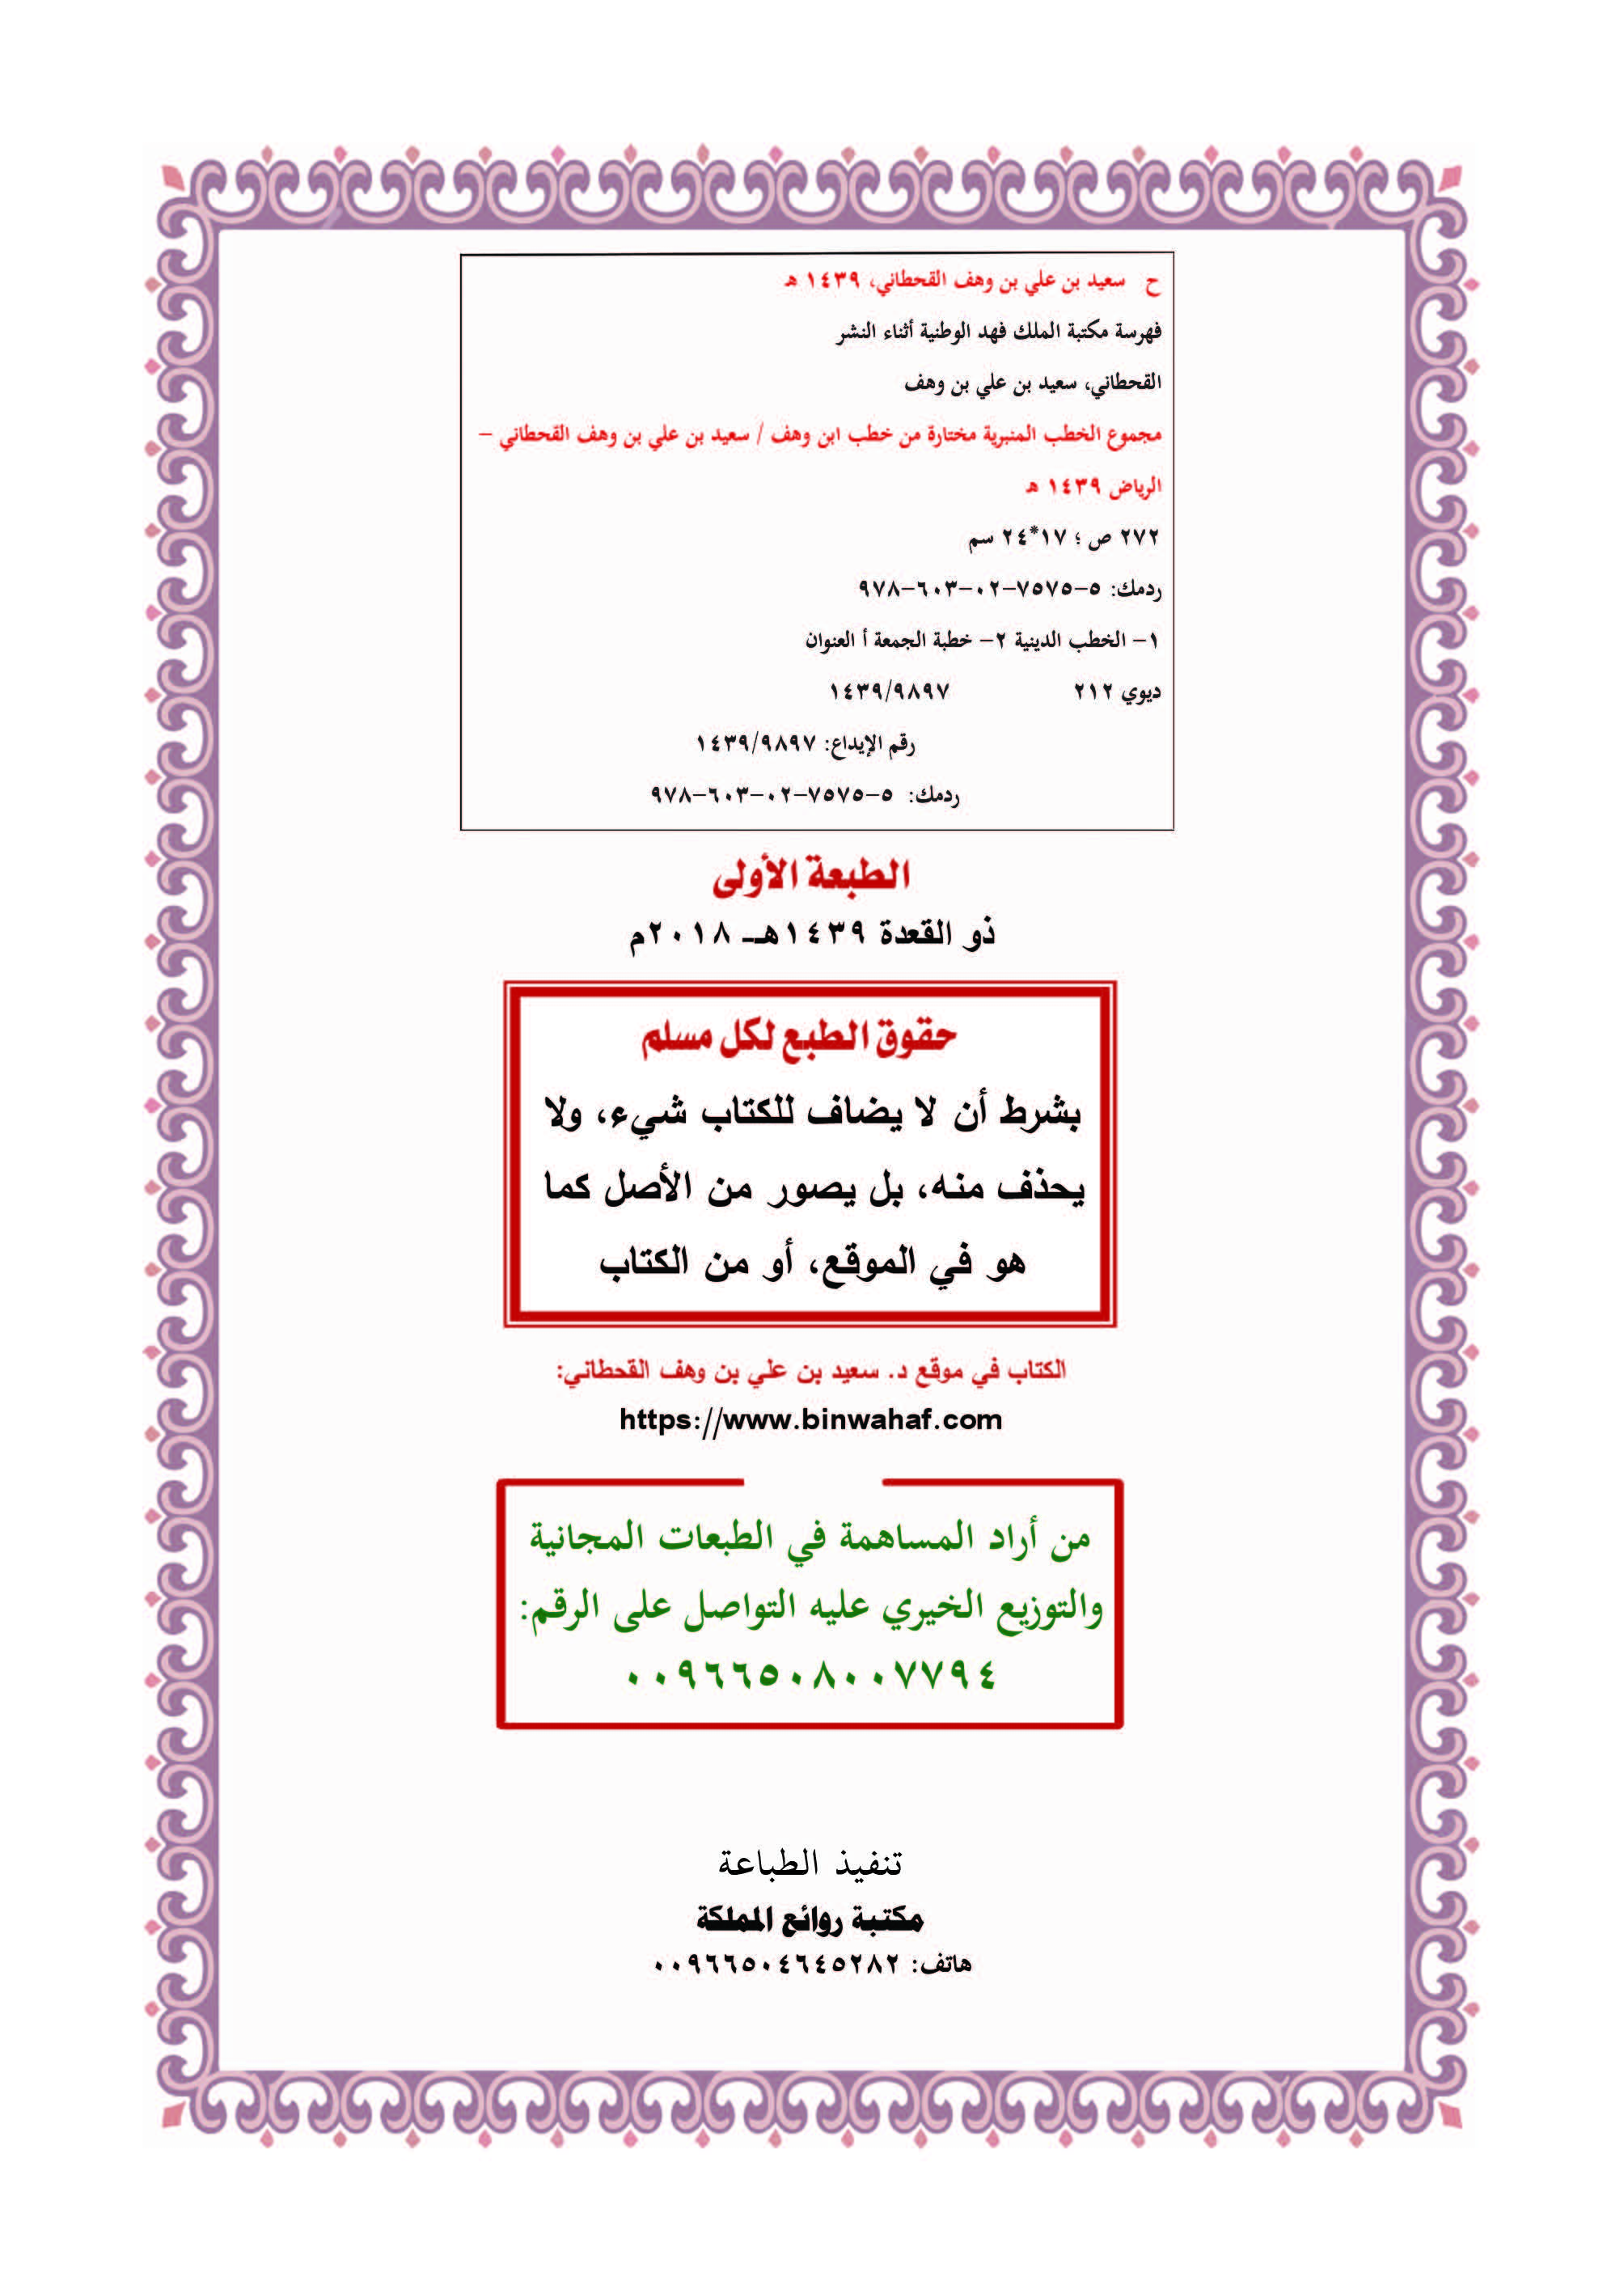 ح سعيد بن علي بن وهف القحطاني، ١٤٣٩ هـ
فهرسة مكتبة الملك فهد الوطنية أثناء النشر
القحطاني، سعيد بن علي بن وهف
مجموع الخطب المنبرية مختارة من خطب ابن وهف / سعيد بن علي بن وهف القحطاني –
الرياض ١٤٣٩ هـ
٢٧٢ ص ؛ ١٧*٢٤ سم
ردمك: ٥-٧٥٧٥-٠٢-٦٠٣-٩٧٨
١- الخطب الدينية ٢- خطبة الجمعة أ العنوان
ديوي ٢١٢ ١٤٣٩/٩٨٩٧
رقم الإيداع: ١٤٣٩/٩٨٩٧
ردمك: ٥-٧٥٧٥-٠٢-٦٠٣-٩٧٨
الطبعة الأولى
ذو القعدة ١٤٣٩هـ ٢٠١٨م
حقوق الطبع لكل مسلم
بشرط أن لا يضاف للكتاب شيء، ولا
يحذف منه، بل يصور من الأصل كما
هو في الموقع، أو من الكتاب
الكتاب في موقع د. سعيد بن علي بن وهف القحطاني:
https://www.binwahaf.com
من أراد المساهمة في الطبعات المجانية
والتوزيع الخيري عليه التواصل على الرقم:
٠٠٩٦٦٥٠٨٠٠٧٧٩٤
تنفيذ الطباعة
مكتبة روائع المملكة
هاتف: ٠٠٩٦٦٥٠٤٦٤٥٢٨٢